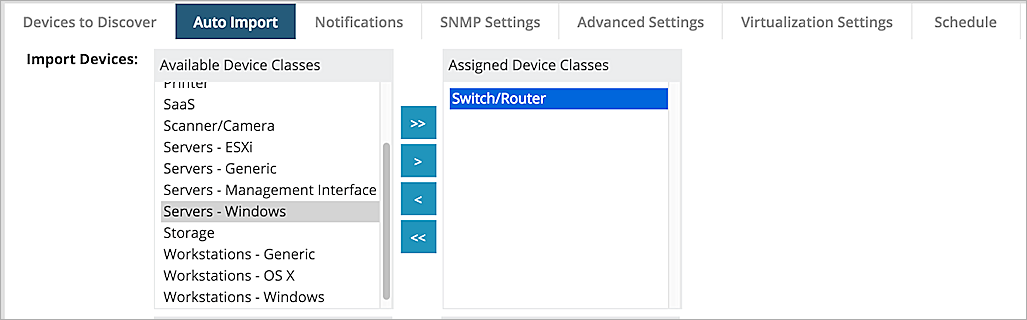 Devices to Discover Auto Import Notifications SNMP Settings Advanced Settings Virtualization Settings Schedule
Import Devices:
Available Device Classes
Printer
SaaS
Scanner/Camera
Servers - ESXi
Servers - Generic
Servers - Management Interface
Servers - Windows
Storage
Workstations - Generic
Workstations - OS X
Workstations - Windows
>>
>
<
<<
Assigned Device Classes
Switch/Router